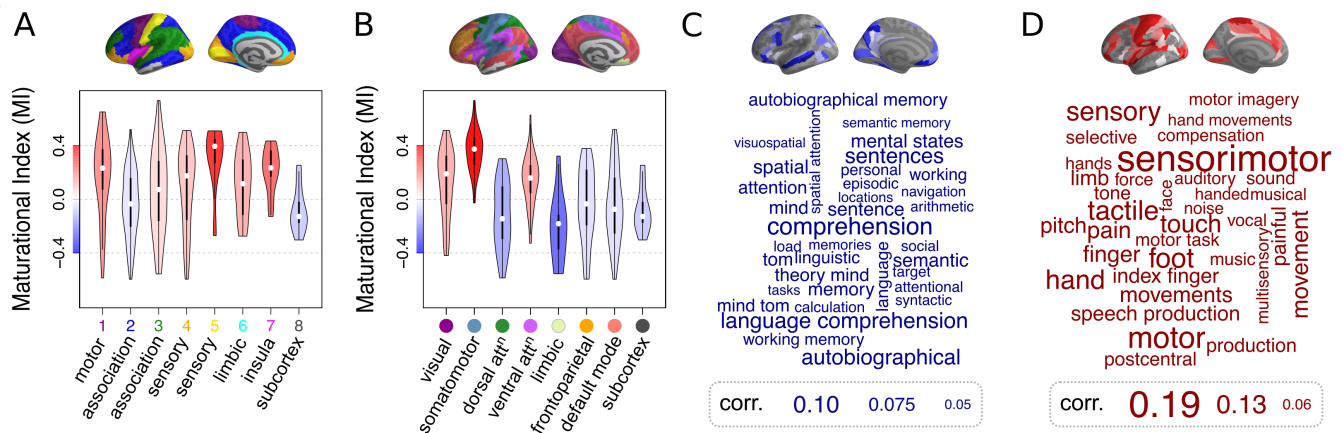 A
B
C
D
Maturational Index (MI)
0.4
0.0
−0.4
1 2 3 4 5 6 7 8
motor
association
association
sensory
sensory
limbic
insula
subcortex
Maturational Index (MI)
0.4
0.0
−0.4
visual
somatomotor
dorsal attⁿ
ventral attⁿ
limbic
frontoparietal
default mode
subcortex
autobiographical memory
semantic memory
visuospatial
spatial attention
mental states
sentences
spatial
personal
working
attention
episodic
navigation
locations
mind
sentence
arithmetic
comprehension
load
memories
social
tom
linguistic
language
semantic
theory mind
target
tasks
memory
attentional
syntactic
mind tom
calculation
language comprehension
working memory
autobiographical
corr. 0.10 0.075 0.05
motor imagery
sensory
hand movements
selective
compensation
hands
sensorimotor
limb
force
auditory
sound
tone
face
handed
musical
tactile
noise
pitch
pain
touch
vocal
painful
motor task
finger
foot
music
multisensory
movement
hand
index finger
movements
speech production
motor
production
postcentral
corr. 0.19 0.13 0.06